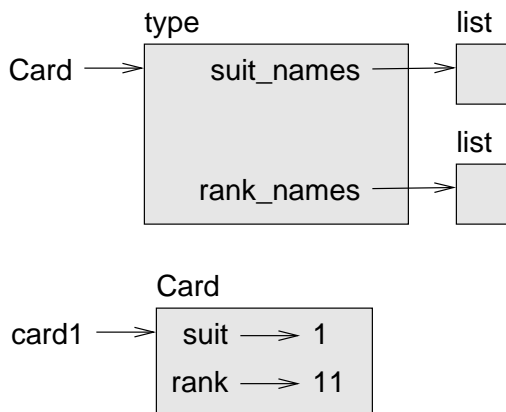 type
list
Card
suit_names
list
rank_names
Card
card1
suit
1
rank
11